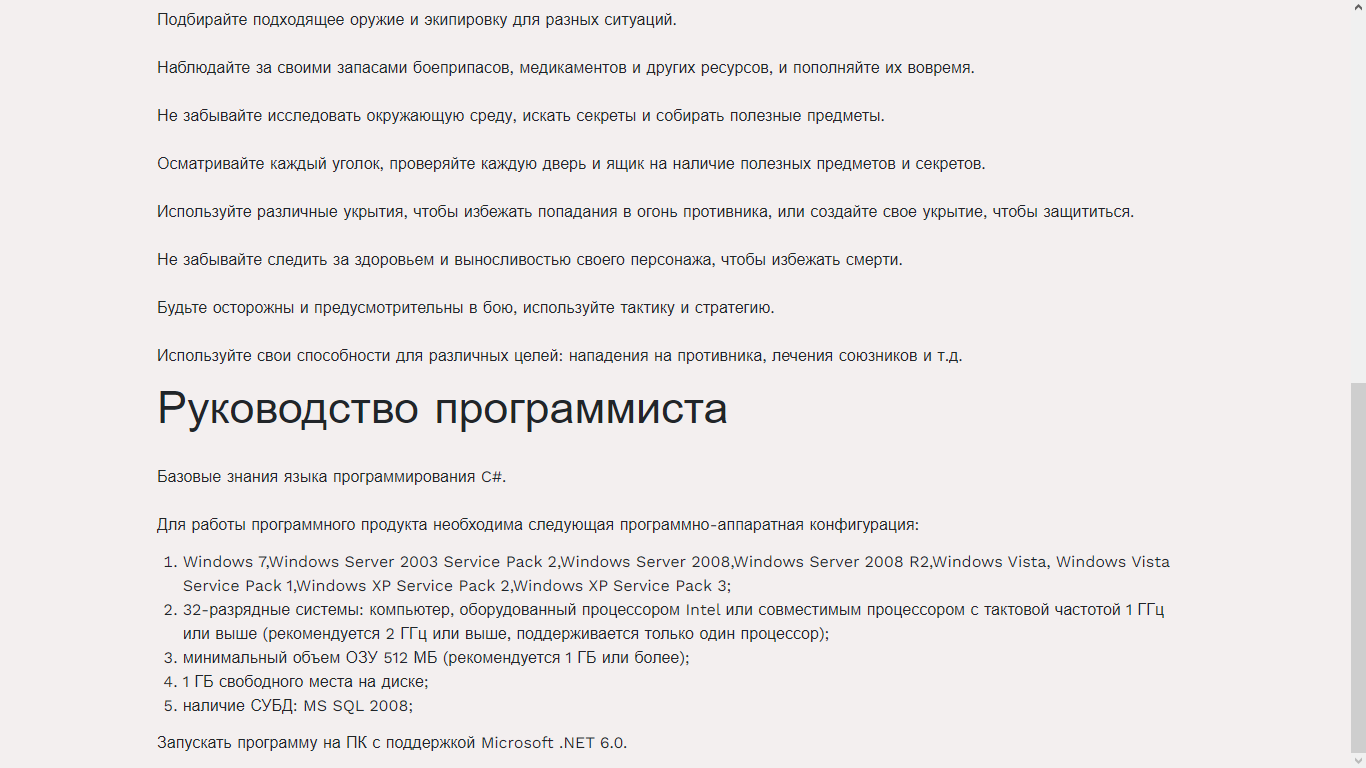 Подбирайте подходящее оружие и экипировку для разных ситуаций.
Наблюдайте за своими запасами боеприпасов, медикаментов и других ресурсов, и пополняйте их вовремя.
Не забывайте исследовать окружающую среду, искать секреты и собирать полезные предметы.
Осматривайте каждый уголок, проверяйте каждую дверь и ящик на наличие полезных предметов и секретов.
Используйте различные укрытия, чтобы избежать попадания в огонь противника, или создайте свое укрытие, чтобы защититься.
Не забывайте следить за здоровьем и выносливостью своего персонажа, чтобы избежать смерти.
Будьте осторожны и предусмотрительны в бою, используйте тактику и стратегию.
Используйте свои способности для различных целей: нападения на противника, лечения союзников и т.д.
Руководство программиста
Базовые знания языка программирования C#.
Для работы программного продукта необходима следующая программно-аппаратная конфигурация:
1. Windows 7,Windows Server 2003 Service Pack 2,Windows Server 2008,Windows Server 2008 R2,Windows Vista, Windows Vista
Service Pack 1,Windows XP Service Pack 2,Windows XP Service Pack 3;
2. 32-разрядные системы: компьютер, оборудованный процессором Intel или совместимым процессором с тактовой частотой 1 ГГц
или выше (рекомендуется 2 ГГц или выше, поддерживается только один процессор);
3. минимальный объем ОЗУ 512 МБ (рекомендуется 1 ГБ или более);
4. 1 ГБ свободного места на диске;
5. наличие СУБД: MS SQL 2008;
Запускать программу на ПК с поддержкой Microsoft .NET 6.0.